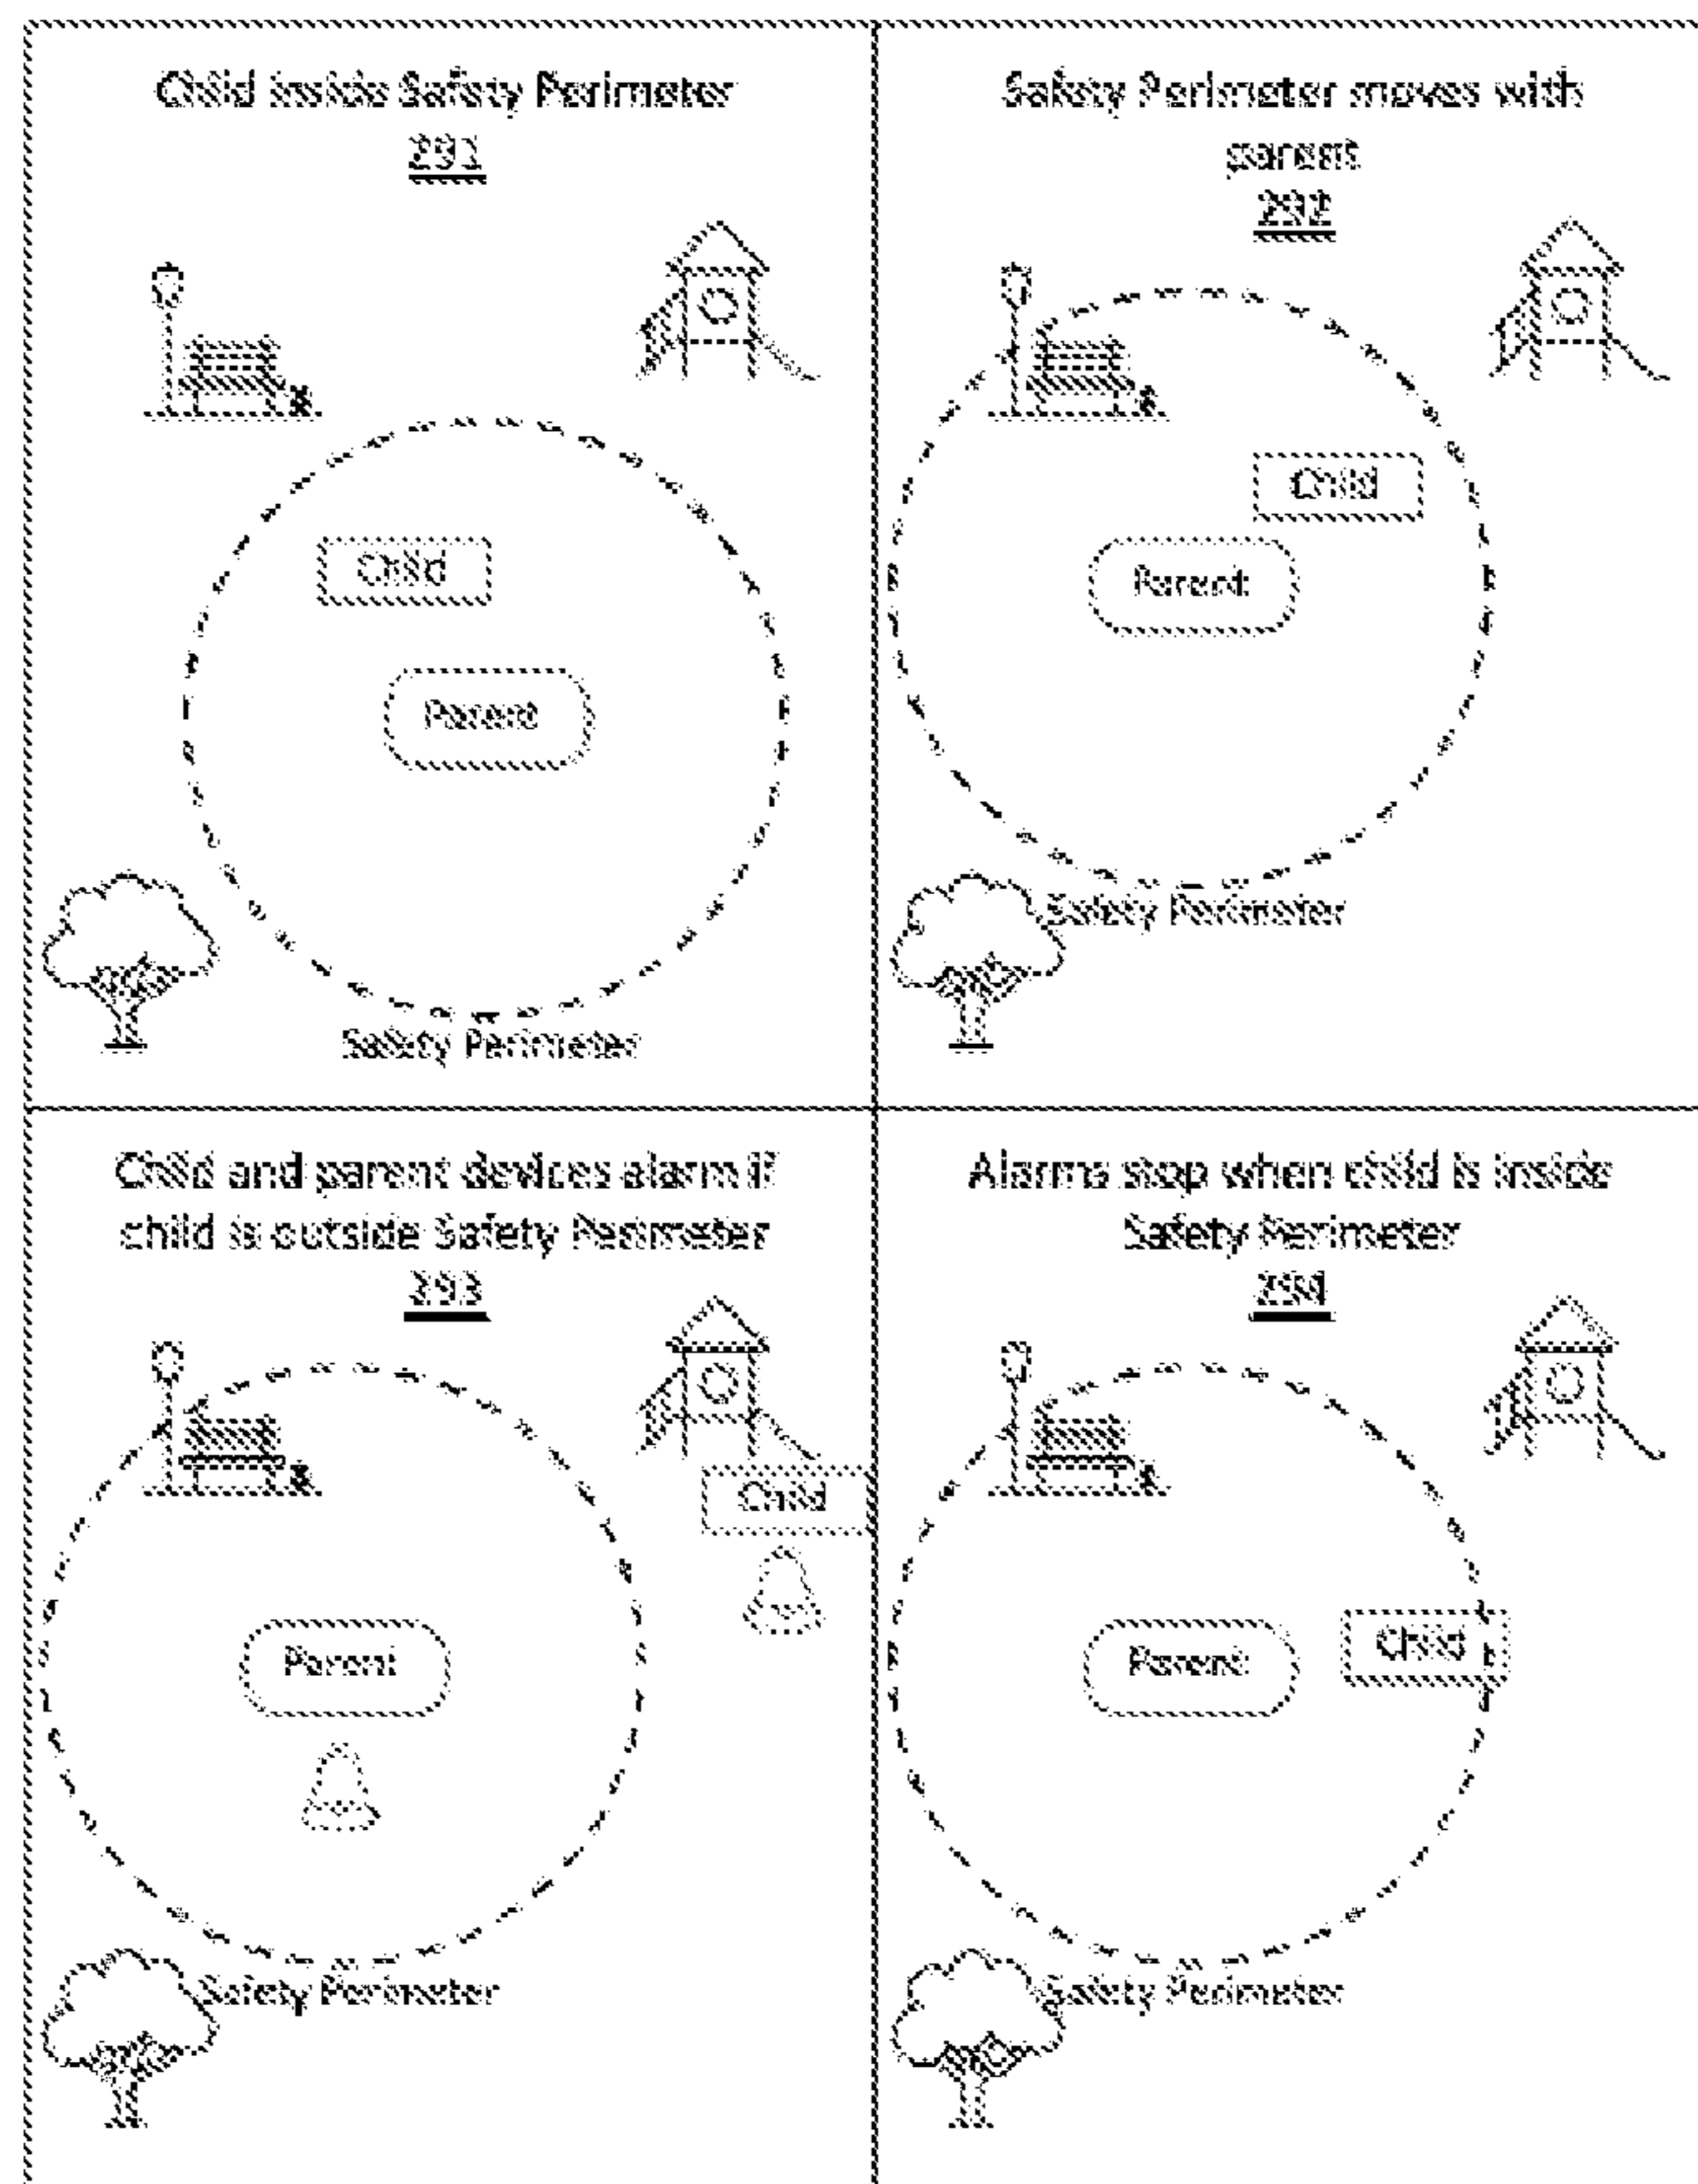 Child inside Safety Perimeter
291
Child
Parent
Safety Perimeter
Safety Perimeter moves with
parent
292
Child
Parent
Safety Perimeter
Child and parent devices alarm if
child is outside Safety Perimeter
293
Child
Parent
Safety Perimeter
Alarms stop when child is inside
Safety Perimeter
294
Parent
Child
Safety Perimeter